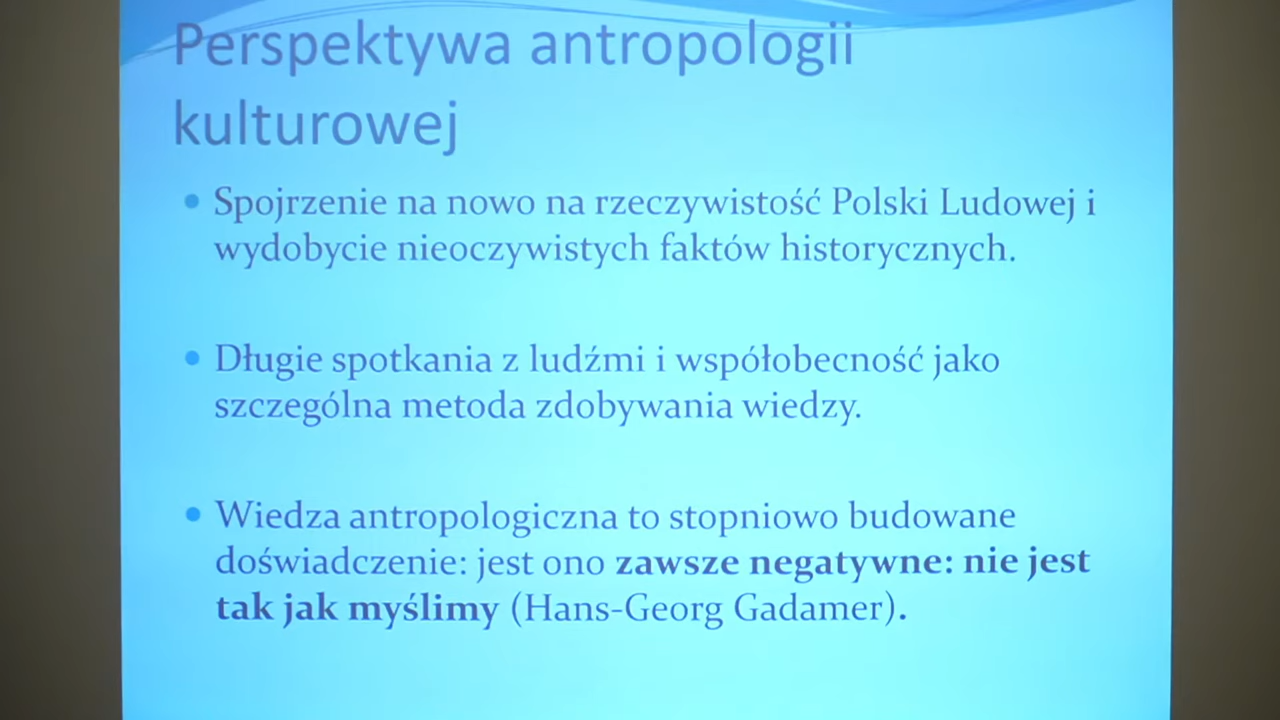 Perspektywa antropologii
kulturowej
• Spojrzenie na nowo na rzeczywistość Polski Ludowej i
wydobycie nieoczywistych faktów historycznych.
• Długie spotkania z ludźmi i współobecność jako
szczególna metoda zdobywania wiedzy.
• Wiedza antropologiczna to stopniowo budowane
doświadczenie: jest ono zawsze negatywne: nie jest
tak jak myślimy (Hans-Georg Gadamer).